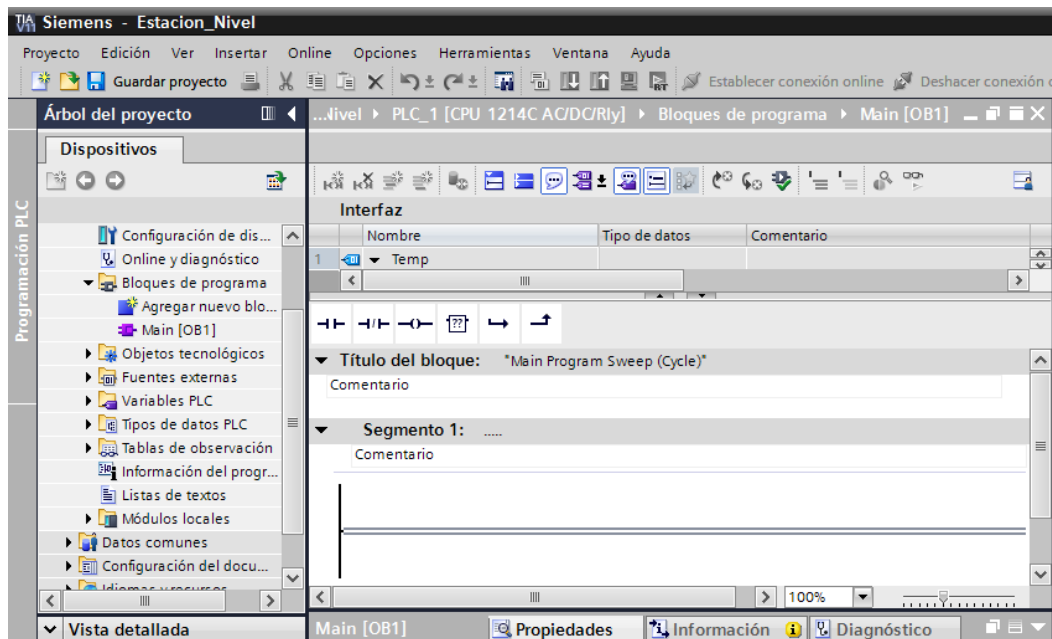 TIA V11 Siemens - Estacion_Nivel
Proyecto Edición Ver Insertar Online Opciones Herramientas Ventana Ayuda
Guardar proyecto Establecer conexión online Deshacer conexión
Árbol del proyecto
...Nivel PLC_1 [CPU 1214C AC/DC/Rly] Bloques de programa Main [OB1]
Dispositivos
Programación PLC
Configuración de dis...
Online y diagnóstico
Bloques de programa
Agregar nuevo blo...
Main [OB1]
Objetos tecnológicos
Fuentes externas
Variables PLC
Tipos de datos PLC
Tablas de observación
Información del progr...
Listas de textos
Módulos locales
Datos comunes
Configuración del docu...
Idiomas y recursos
Vista detallada
Interfaz
Nombre Tipo de datos Comentario
1 Temp
??
Título del bloque: "Main Program Sweep (Cycle)"
Comentario
Segmento 1: .....
Comentario
100%
Main [OB1] Propiedades Información Diagnóstico